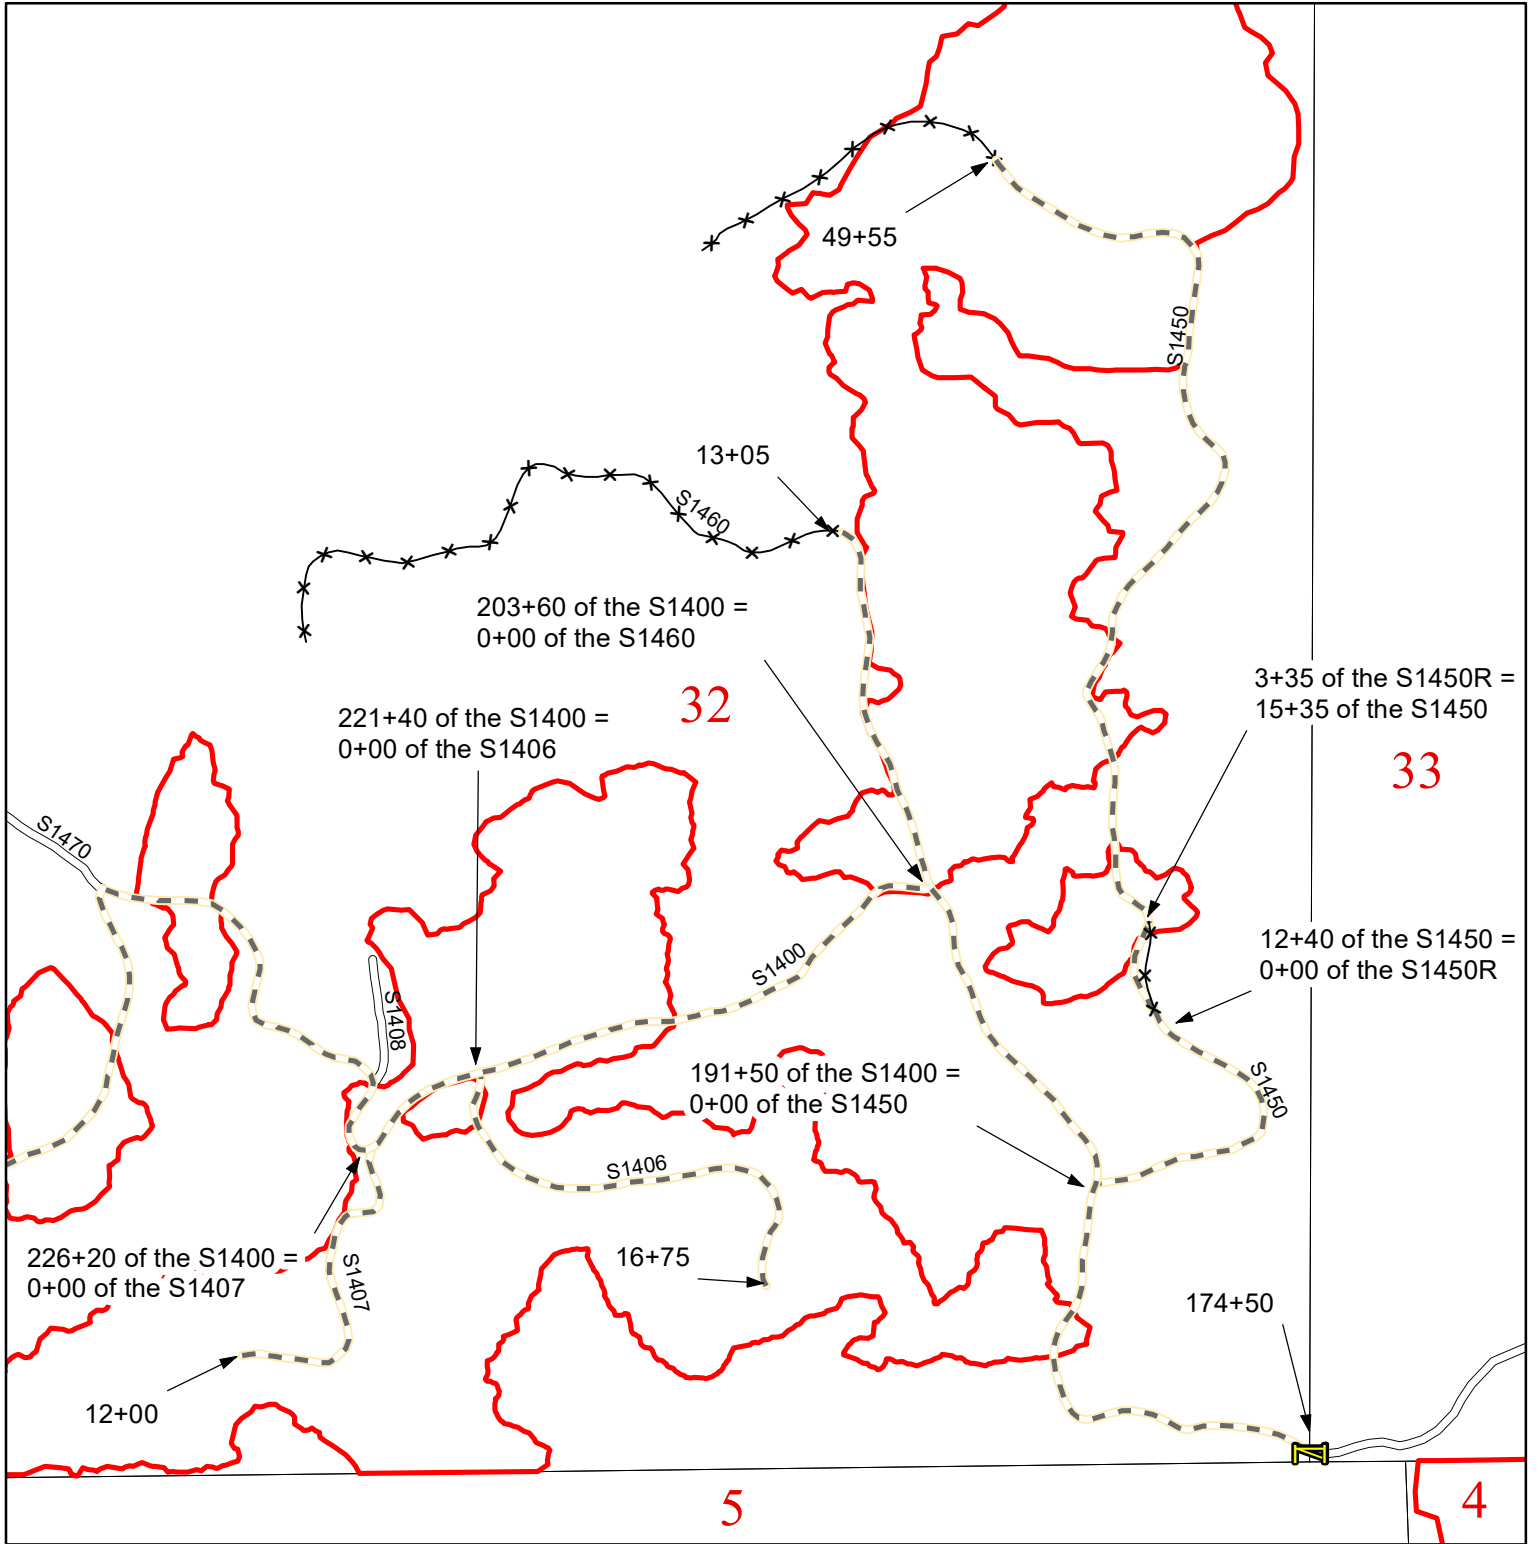 49+55
S1450
13+05
S1460
203+60 of the S1400 =
0+00 of the S1460
3+35 of the S1450R =
15+35 of the S1450
32
221+40 of the S1400 =
0+00 of the S1406
33
S1470
12+40 of the S1450 =
0+00 of the S1450R
S1400
S1408
191+50 of the S1400 =
0+00 of the S1450
S1450
S1406
226+20 of the S1400 =
0+00 of the S1407
16+75
S1407
174+50
12+00
5
4